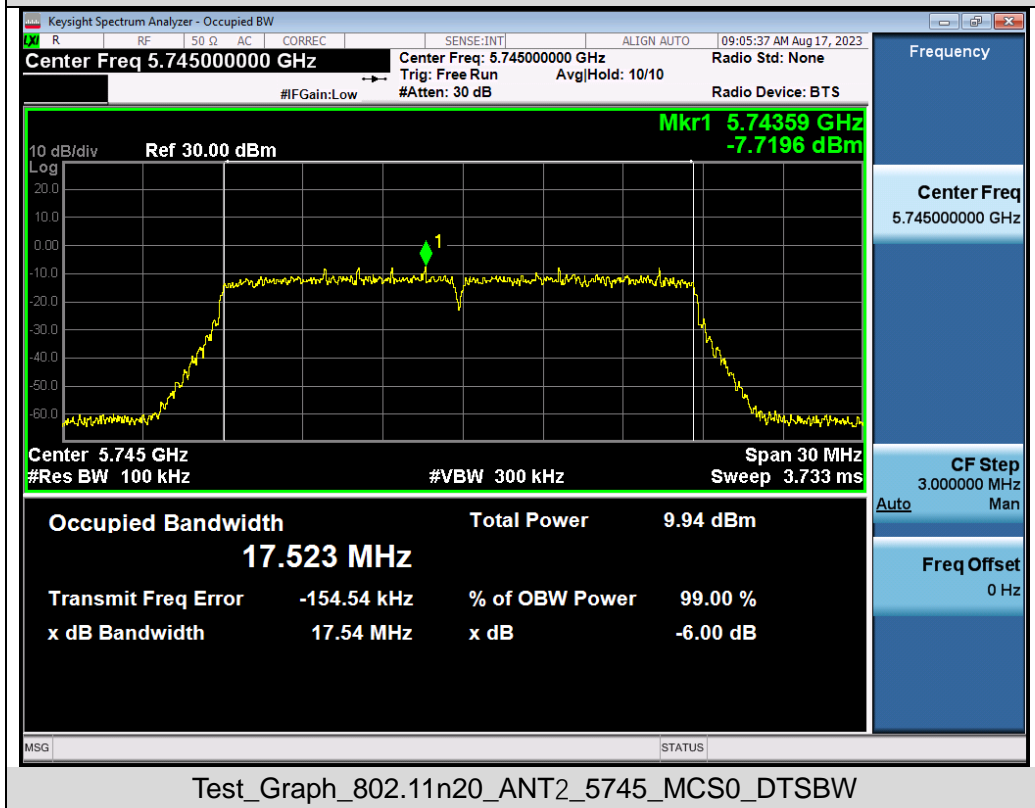 Keysight Spectrum Analyzer - Occupied BW
LXI R RF 50 Ω AC CORREC SENSE:INT ALIGN AUTO 09:05:37 AM Aug 17, 2023
Center Freq 5.745000000 GHz
Center Freq: 5.745000000 GHz
Radio Std: None
Trig: Free Run Avg|Hold: 10/10
#IFGain:Low
#Atten: 30 dB
Radio Device: BTS
Frequency
Mkr1 5.74359 GHz
-7.7196 dBm
10 dB/div Ref 30.00 dBm
Log
20.0
10.0
0.00
-10.0
-20.0
-30.0
-40.0
-50.0
-60.0
1
Center 5.745 GHz Span 30 MHz
#Res BW 100 kHz #VBW 300 kHz Sweep 3.733 ms
Center Freq
5.745000000 GHz
CF Step
3.000000 MHz
Auto Man
Freq Offset
0 Hz
Occupied Bandwidth Total Power 9.94 dBm
17.523 MHz
Transmit Freq Error -154.54 kHz % of OBW Power 99.00 %
x dB Bandwidth 17.54 MHz x dB -6.00 dB
MSG STATUS
Test_Graph_802.11n20_ANT2_5745_MCS0_DTSBW